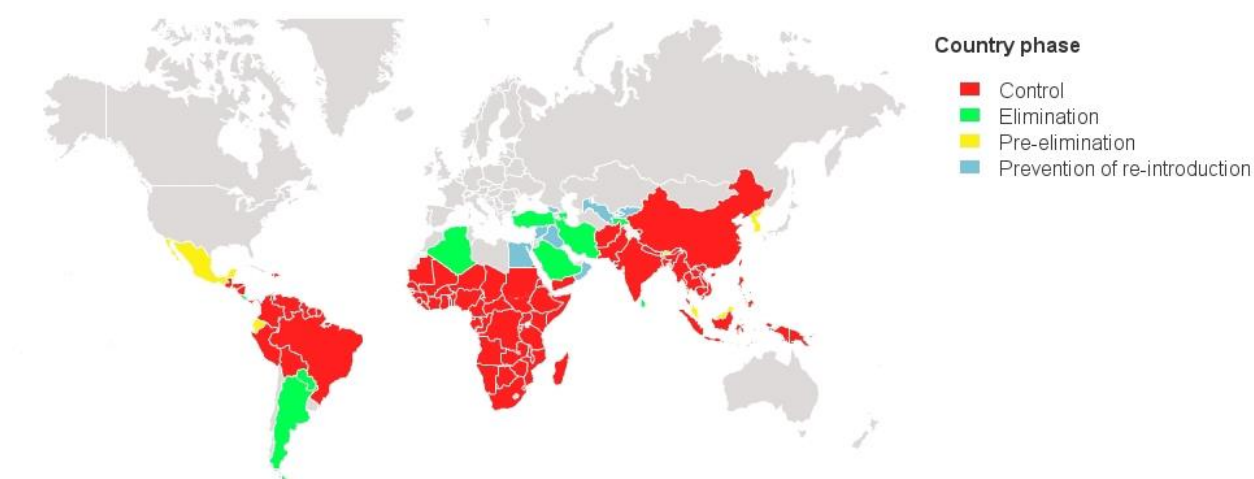 Country phase
Control
Elimination
Pre-elimination
Prevention of re-introduction